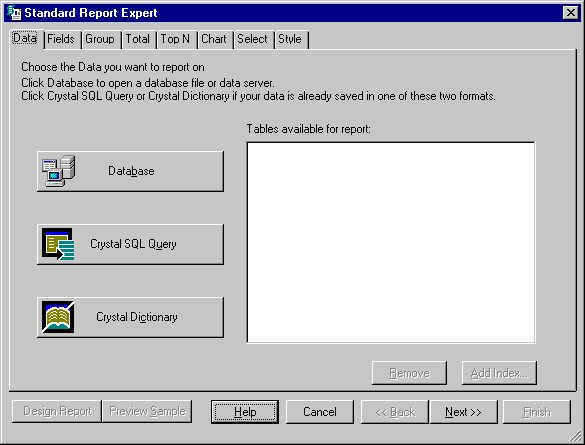 Standard Report Expert
Data Fields Group Total Top N Chart Select Style
Choose the Data you want to report on
Click Database to open a database file or data server.
Click Crystal SQL Query or Crystal Dictionary if your data is already saved in one of these two formats.
Tables available for report:
Database
Crystal SQL Query
Crystal Dictionary
Remove Add Index...
Design Report Preview Sample Help Cancel << Back Next >> Finish